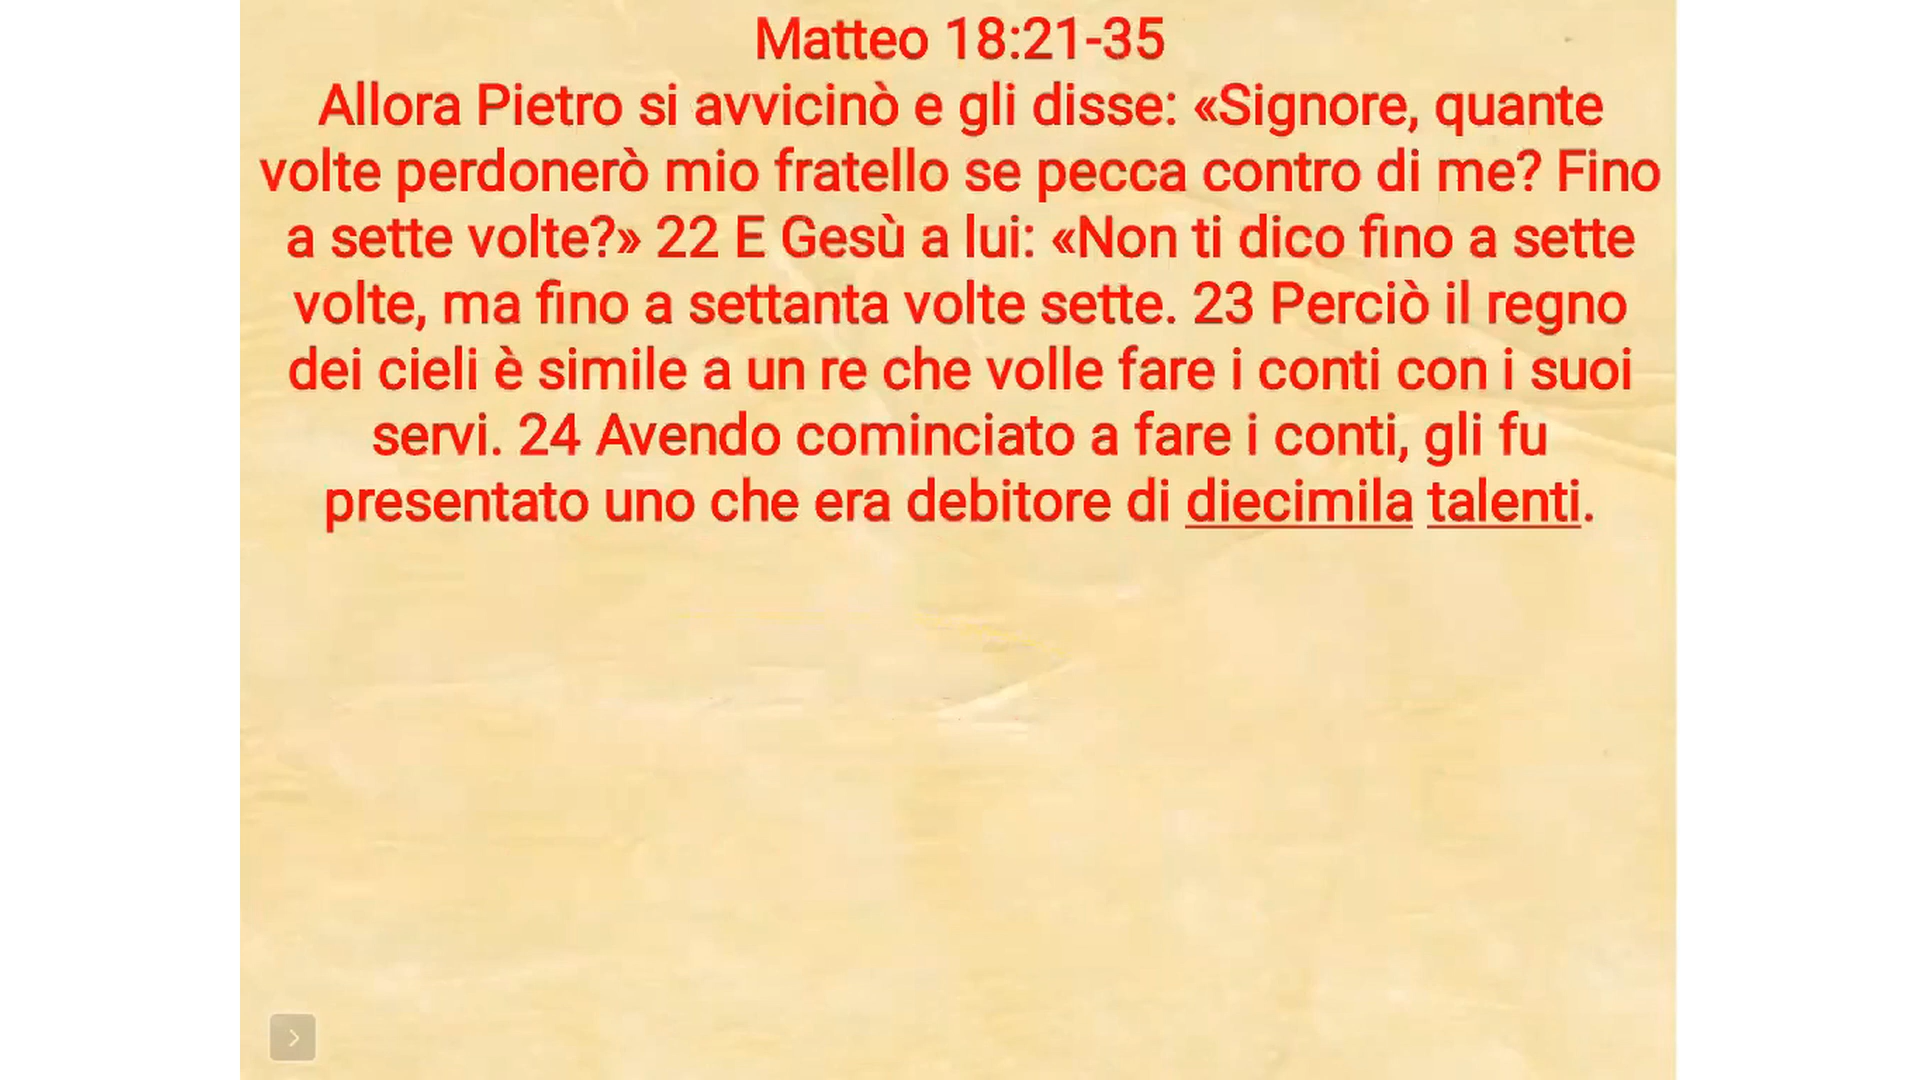 Matteo 18:21-35
Allora Pietro si avvicinò e gli disse: «Signore, quante
volte perdonerò mio fratello se pecca contro di me? Fino
a sette volte?» 22 E Gesù a lui: «Non ti dico fino a sette
volte, ma fino a settanta volte sette. 23 Perciò il regno
dei cieli è simile a un re che volle fare i conti con i suoi
servi. 24 Avendo cominciato a fare i conti, gli fu
presentato uno che era debitore di diecimila talenti.